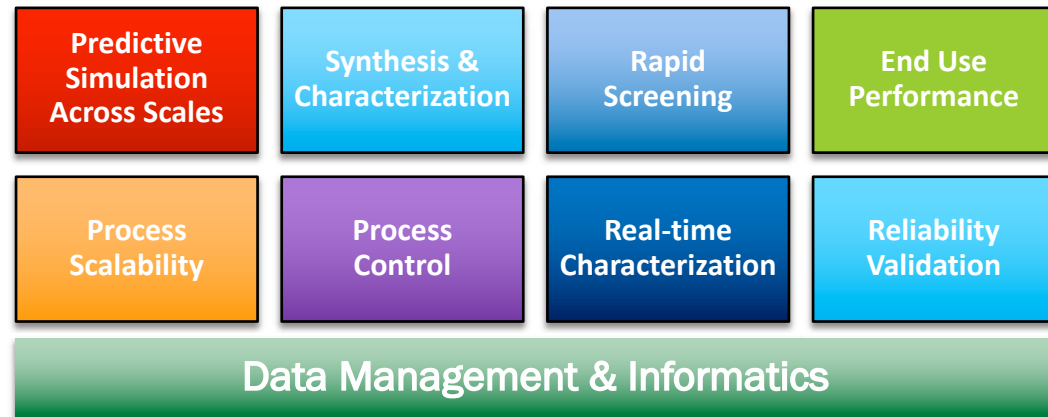 Predictive
Simulation
Across Scales
Synthesis &
Characterization
Rapid
Screening
End Use
Performance
Process
Scalability
Process
Control
Real-time
Characterization
Reliability
Validation
Data Management & Informatics